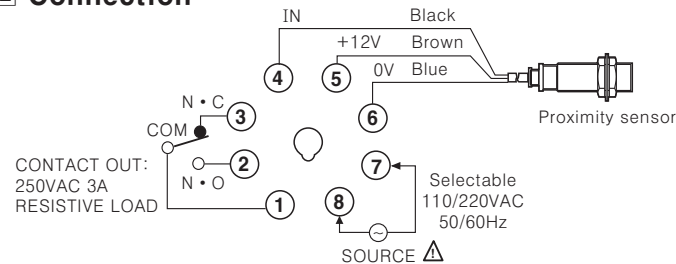 Connection
IN
Black
+12V
Brown
0V
Blue
4
5
6
N • C
3
COM
Proximity sensor
2
N • O
7
CONTACT OUT:
250VAC 3A
RESISTIVE LOAD
1
8
Selectable
110/220VAC
50/60Hz
SOURCE